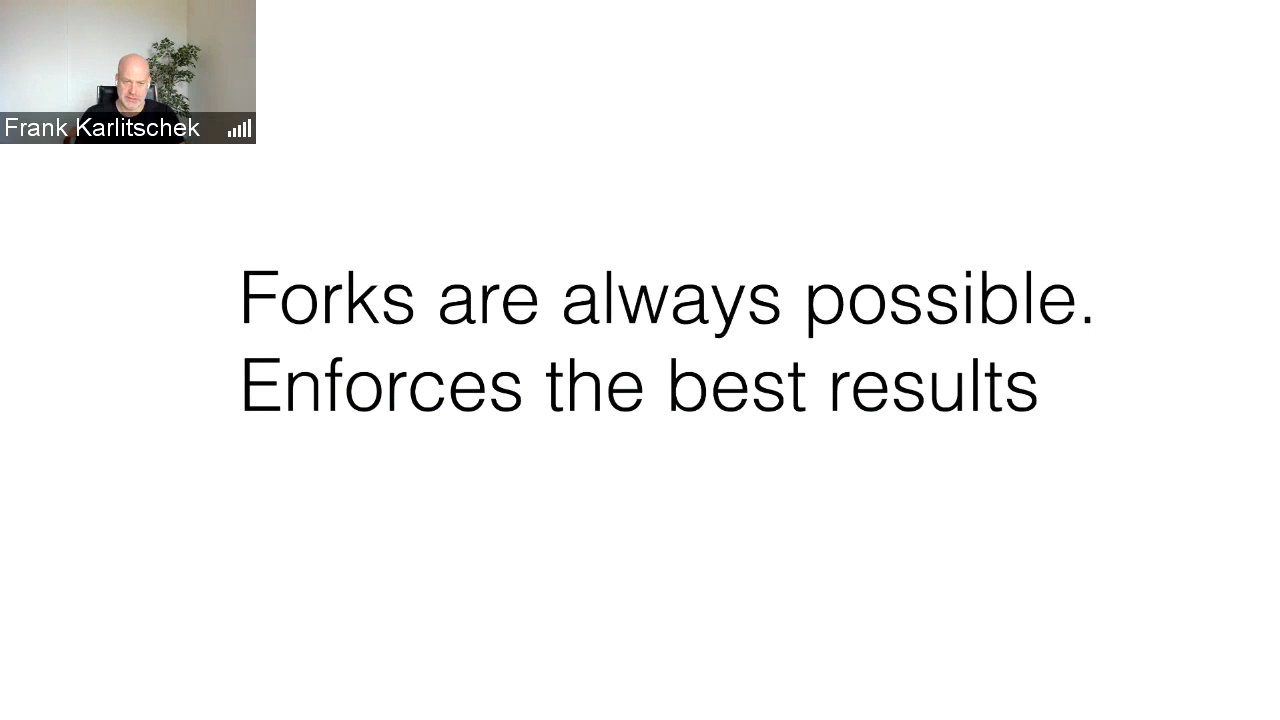 Frank Karlitschek
Forks are always possible.
Enforces the best results